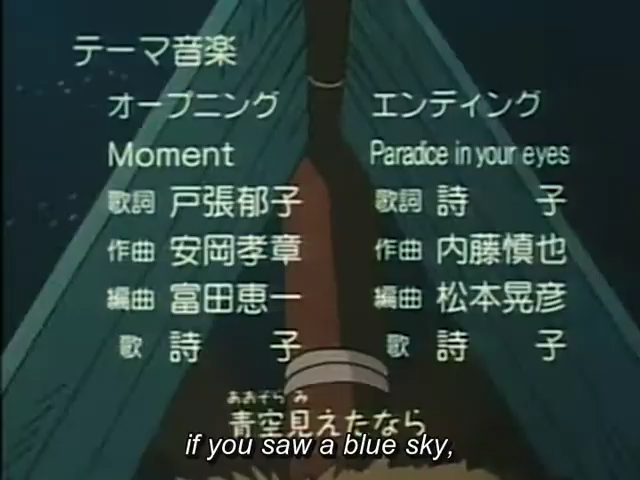 テーマ音楽
オープニング
Moment
歌詞 戸張郁子
作曲 安岡孝章
編曲 富田恵一
歌 詩 子
エンディング
Paradice in your eyes
歌詞 詩 子
作曲 内藤慎也
編曲 松本晃彦
歌 詩 子
あおぞらみ
青空見えたなら
if you saw a blue sky,